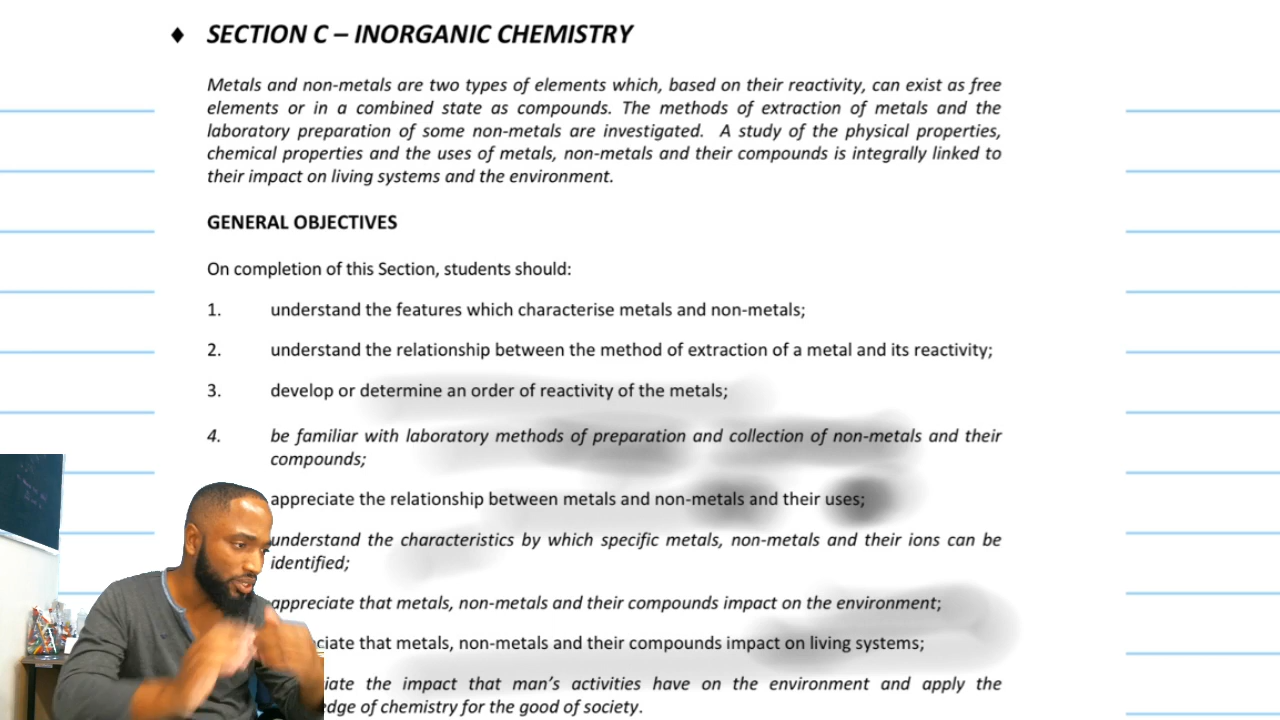 ♦ SECTION C – INORGANIC CHEMISTRY
Metals and non-metals are two types of elements which, based on their reactivity, can exist as free
elements or in a combined state as compounds. The methods of extraction of metals and the
laboratory preparation of some non-metals are investigated. A study of the physical properties,
chemical properties and the uses of metals, non-metals and their compounds is integrally linked to
their impact on living systems and the environment.
GENERAL OBJECTIVES
On completion of this Section, students should:
1. understand the features which characterise metals and non-metals;
2. understand the relationship between the method of extraction of a metal and its reactivity;
3. develop or determine an order of reactivity of the metals;
4. be familiar with laboratory methods of preparation and collection of non-metals and their
compounds;
appreciate the relationship between metals and non-metals and their uses;
understand the characteristics by which specific metals, non-metals and their ions can be
identified;
appreciate that metals, non-metals and their compounds impact on the environment;
ciate that metals, non-metals and their compounds impact on living systems;
iate the impact that man's activities have on the environment and apply the
edge of chemistry for the good of society.